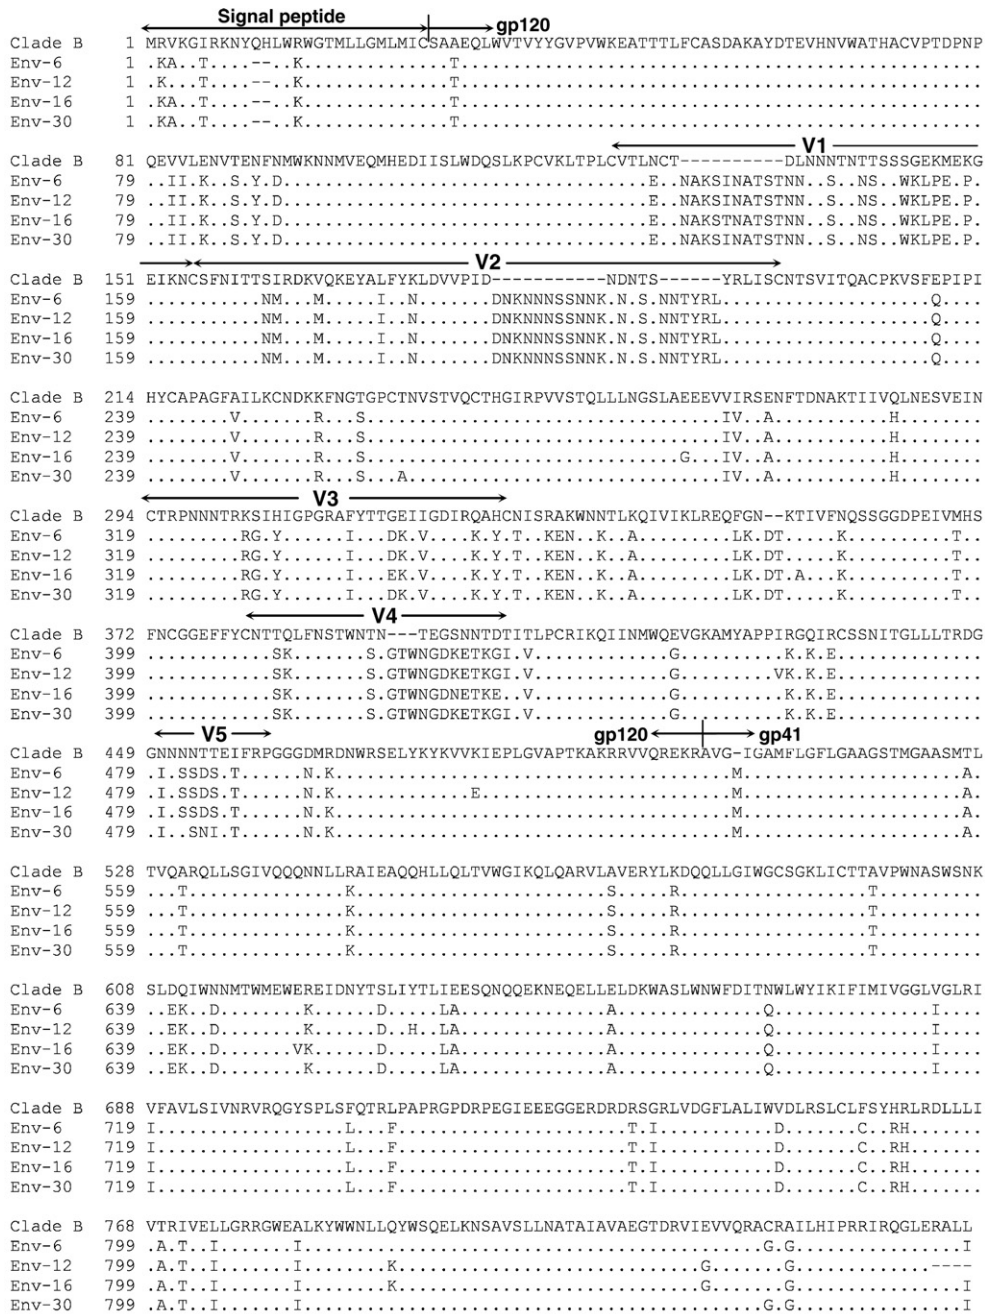 Signal peptide gp120
Clade B 1 MRVKGIRKNYQHLWRWGTMLLGMLMICSAAEQLWVTVYYGVPVWKEATTTLFCASDAKAYDTEVHNVWATHACVPTDPNP
Env-6 1 .KA..T....--..K..............T..................................................
Env-12 1 .K...T....--..K..............T..................................................
Env-16 1 .KA..T....--..K..............T..................................................
Env-30 1 .KA..T....--..K..............T..................................................
V1
Clade B 81 QEVVLENVTENFNMWKNNMVEQMHEDIISLWDQSLKPCVKLTPLCVTLNCT----------DLNNNTNTTSSSGEKMEKG
Env-6 79 ..II.K..S.Y.D...................................E..NAKSINATSTNN..S..NS..WKLPE.P.
Env-12 79 ..II.K..S.Y.D...................................E..NAKSINATSTNN..S..NS..WKLPE.P.
Env-16 79 ..II.K..S.Y.D...................................E..NAKSTNATSTNN..S..NS..WKLPE.P.
Env-30 79 ..II.K..S.Y.D...................................E..NAKSINATSTNN..S..NS..WKLPE.P.
V2
Clade B 151 EIKNCSFNITTSIRDKVQKEYALFYKLDVVPID-----------NDNTS------YRLISCNTSVITQACPKVSFEPIPI
Env-6 159 ...........NM...M.....I..N.......DNKNNNSSNNK.N.S.NNTYRL....................Q....
Env-12 159 ...........NM...M.....I..N.......DNKNNNSSNNK.N.S.NNTYRL....................Q....
Env-16 159 ...........NM...M.....I..N.......DNKNNNSSNNK.N.S.NNTYRL....................Q....
Env-30 159 ...........NM...M.....I..N.......DNKNNNSSNNK.N.S.NNTYRL....................Q....
Clade B 214 HYCAPAGFAILKCNDKKFNGTGPCTNVSTVQCTHGIRPVVSTQLLLNGSLAEEEVVIRSENFTDNAKTIIVQLNESVEIN
Env-6 239 ........V.......R...S..................................IV..A...........H........
Env-12 239 ........V.......R...S..................................IV..A...........H........
Env-16 239 ........V.......R...S..............................G...IV..A...........H........
Env-30 239 ........V.......R...S...A..............................IV..A...........H........
V3
Clade B 294 CTRPNNNTRKSIHIGPGRAFYTTGEIIGDIRQAHCNISRAKWNNTLKQIVIKLREQFGN--KTIVFNQSSGGDPEIVMHS
Env-6 319 .........RG.Y......I...DK.V....K.Y.T..KEN..K..A.........LK.DT.....K..........T..
Env-12 319 .........RG.Y......I...DK.V....K.Y.T..KEN..K..A.........LK.DT.....K..........T..
Env-16 319 .........RG.Y......I...EK.V....K.Y.T..KEN..K..A.........LK.DT.A...K..........T..
Env-30 319 .........RG.Y......I...DK.V....K.Y.T..KEN..K..A.........LK.DT.....K..........T..
V4
Clade B 372 FNCGGEFFYCNTTQLFNSTWNTN---TEGSNNTDTITLPCRIKQIINMWQEVGKAMYAPPIRGQIRCSSNITGLLLTRDG
Env-6 399 ............SK.......S.GTWNGDKETKGI.V.............G..........K.K.E..............
Env-12 399 ............SK.......S.GTWNGDKETKGI.V.............G.........VK.K.E..............
Env-16 399 ............SK.......S.GTWNGDNETKE..V.............G..........K.K.E..............
Env-30 399 ............SK.......S.GTWNGDKETKGI.V.............G..........K.K.E..............
V5 gp120 gp41
Clade B 449 GNNNNTTEIFRPGGGDMRDNWRSELYKYKVVKIEPLGVAPTKAKRRVVQREKRAVG-IGAMFLGFLGAAGSTMGAASMTL
Env-6 479 .I.SSDS.T......N.K......................................M.....................A.
Env-12 479 .I.SSDS.T......N.K.............E........................M.....................A.
Env-16 479 .I.SSDS.T......N.K......................................M.....................A.
Env-30 479 .I..SNI.T......N.K......................................M.....................A.
Clade B 528 TVQARQLLSGIVQQQNNLLRAIEAQQHLLQLTVWGIKQLQARVLAVERYLKDQQLLGIWGCSGKLICTTAVPWNASWSNK
Env-6 559 ...T...............K........................S.....R..................T..........
Env-12 559 ...T...............K........................S.....R..................T..........
Env-16 559 ...T...............K........................S.....R..................T..........
Env-30 559 ...T...............K........................S.....R..................T..........
Clade B 608 SLDQIWNNMTWMEWEREIDNYTSLIYTLIEESQNQQEKNEQELLELDKWASLWNWFDITNWLWYIKIFIMIVGGLVGLRI
Env-6 639 ..EK..D........K......D.....LA..............A..............Q...............I....
Env-12 639 ..EK..D........K......D..H..LA..............A..............Q...............I....
Env-16 639 ..EK..D.......VK......D.....LA..............A..............Q...............I....
Env-30 639 ..EK..D........K......D.....LA..............A..............Q...............I....
Clade B 688 VFAVLSIVNRVRQGYSPLSFQTRLPAPRGPDRPEGIEEEGGERDRDRSGRLVDGFLALIWVDLRSLCLFSYHRLRDLLLI
Env-6 719 I..................L...F......................T.I...........D.......C..RH.......
Env-12 719 I..................L...F......................T.I...........D.......C..RH.......
Env-16 719 I..................L...F......................T.I...........D.......C..RH.......
Env-30 719 I..................L...F......................T.I...........D.......C..RH.......
Clade B 768 VTRIVELLGRRGWEALKYWWNLLQYWSQELKNSAVSLLNATAIAVAEGTDRVIEVVQRACRAILHIPRRIRQGLERALL
Env-6 799 .A.T..I.......I............................................G.G................I
Env-12 799 .A.T..I.......I........K.............................G.......G.............----
Env-16 799 .A.T..I.......I........K.............................G.......G................I
Env-30 799 .A.T..I.......I............................................G.G................I